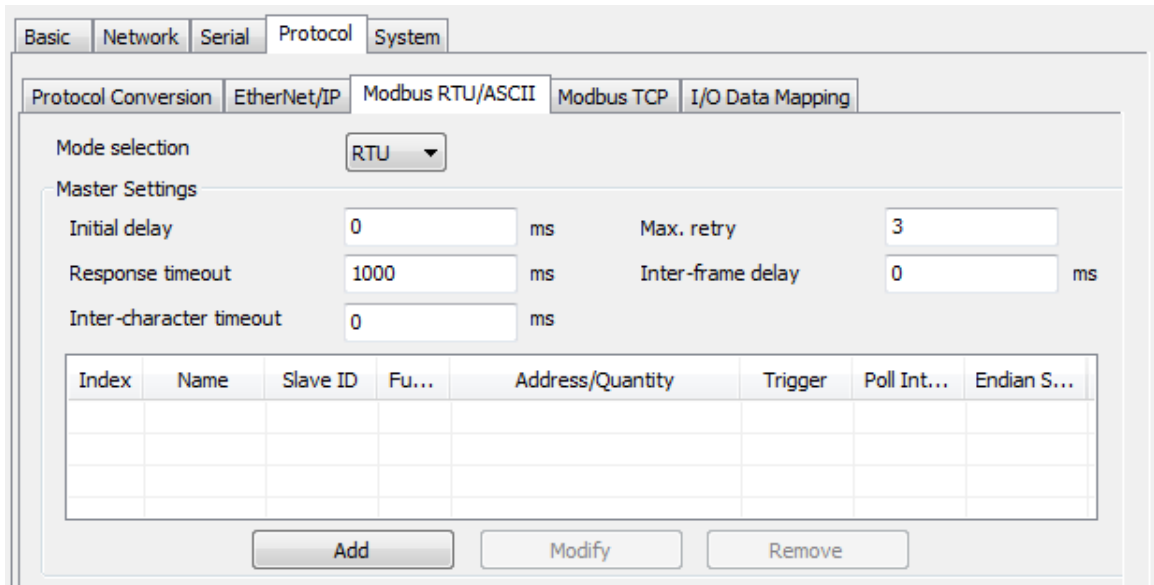 Basic Network Serial Protocol System
Protocol Conversion EtherNet/IP Modbus RTU/ASCII Modbus TCP I/O Data Mapping
Mode selection RTU
Master Settings
Initial delay 0 ms Max. retry 3
Response timeout 1000 ms Inter-frame delay 0 ms
Inter-character timeout 0 ms
Index Name Slave ID Fu... Address/Quantity Trigger Poll Int... Endian S...
Add Modify Remove